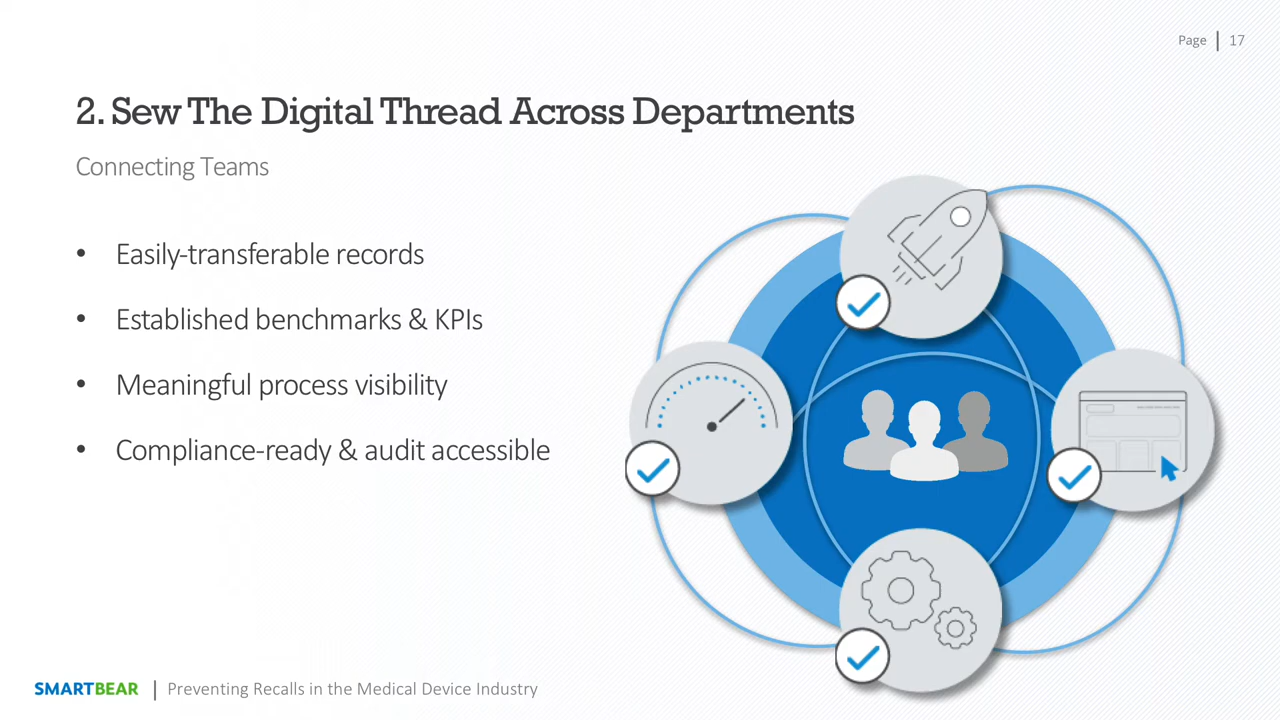 Page | 17
2. Sew The Digital Thread Across Departments
Connecting Teams
• Easily-transferable records
• Established benchmarks & KPIs
• Meaningful process visibility
• Compliance-ready & audit accessible
SMARTBEAR | Preventing Recalls in the Medical Device Industry